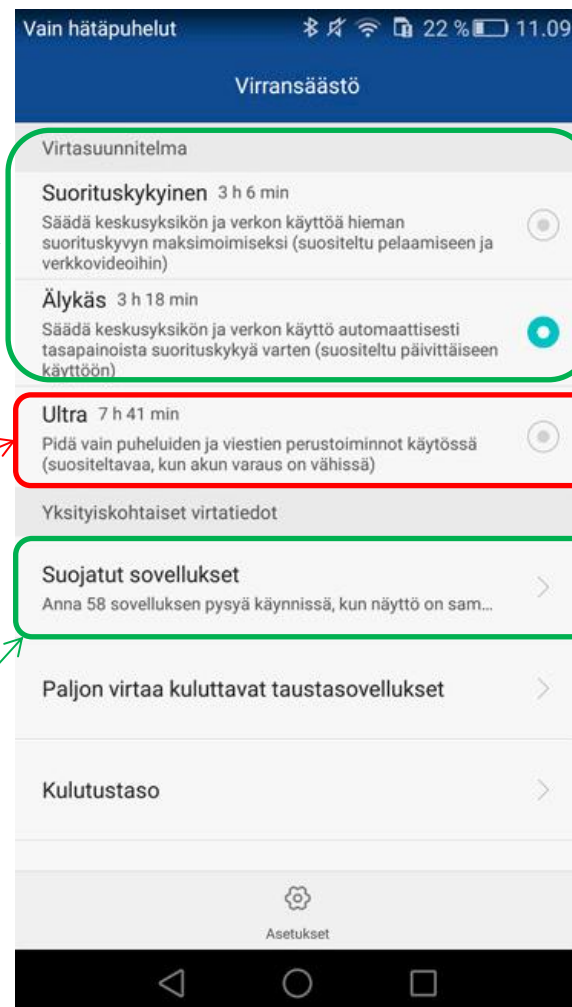 Vain hätäpuhelut 22 % 11.09
Virransäästö
Virtasuunnitelma
Suorituskykyinen 3 h 6 min
Säädä keskusyksikön ja verkon käyttöä hieman
suorituskyvyn maksimoimiseksi (suositeltu pelaamiseen ja
verkkovideoihin)
Älykäs 3 h 18 min
Säädä keskusyksikön ja verkon käyttö automaattisesti
tasapainoista suorituskykyä varten (suositeltu päivittäiseen
käyttöön)
Ultra 7 h 41 min
Pidä vain puheluiden ja viestien perustoiminnot käytössä
(suositeltavaa, kun akun varaus on vähissä)
Yksityiskohtaiset virtatiedot
Suojatut sovellukset
Anna 58 sovelluksen pysyä käynnissä, kun näyttö on sam...
Paljon virtaa kuluttavat taustasovellukset
Kulutustaso
Asetukset